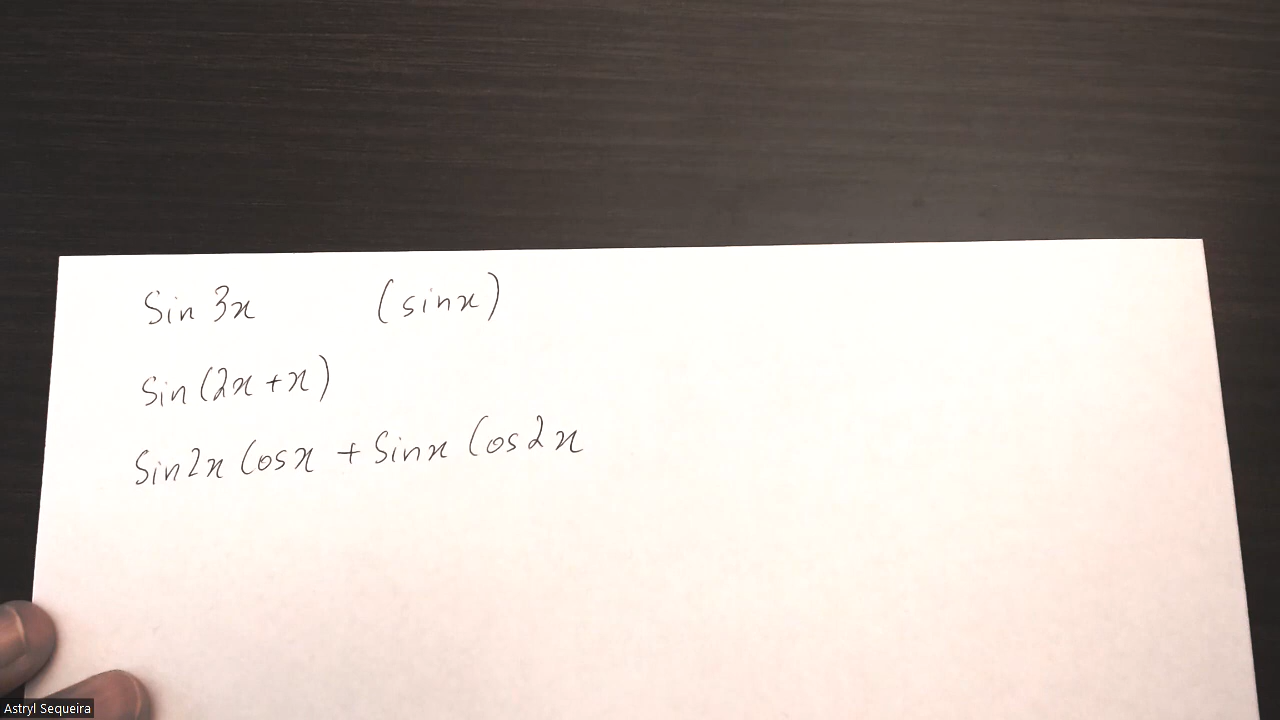 Sin 3x (sinx)
Sin(2x+x)
Sin2x Cosx + Sinx Cos2x
Astryl Sequeira